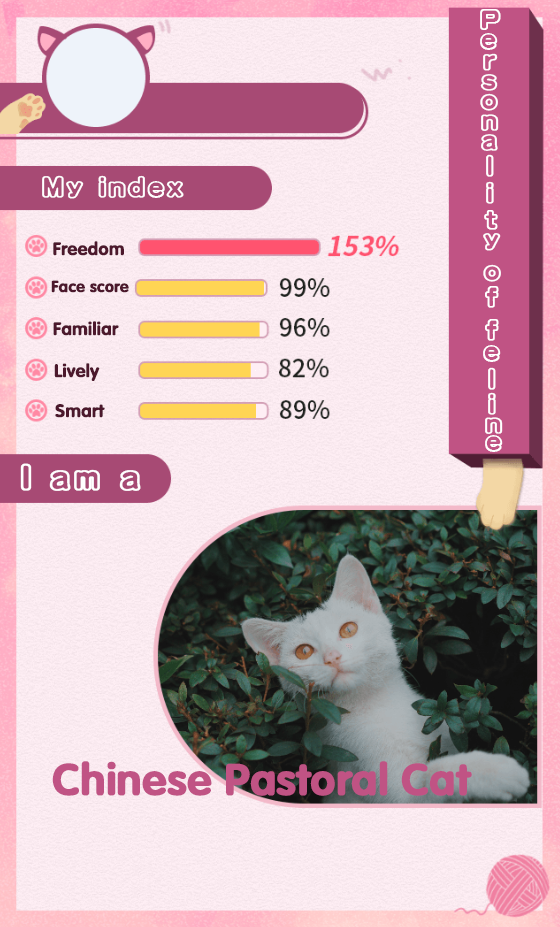 Personality of feline
My index
Freedom 153%
Face score 99%
Familiar 96%
Lively 82%
Smart 89%
I am a
Chinese Pastoral Cat